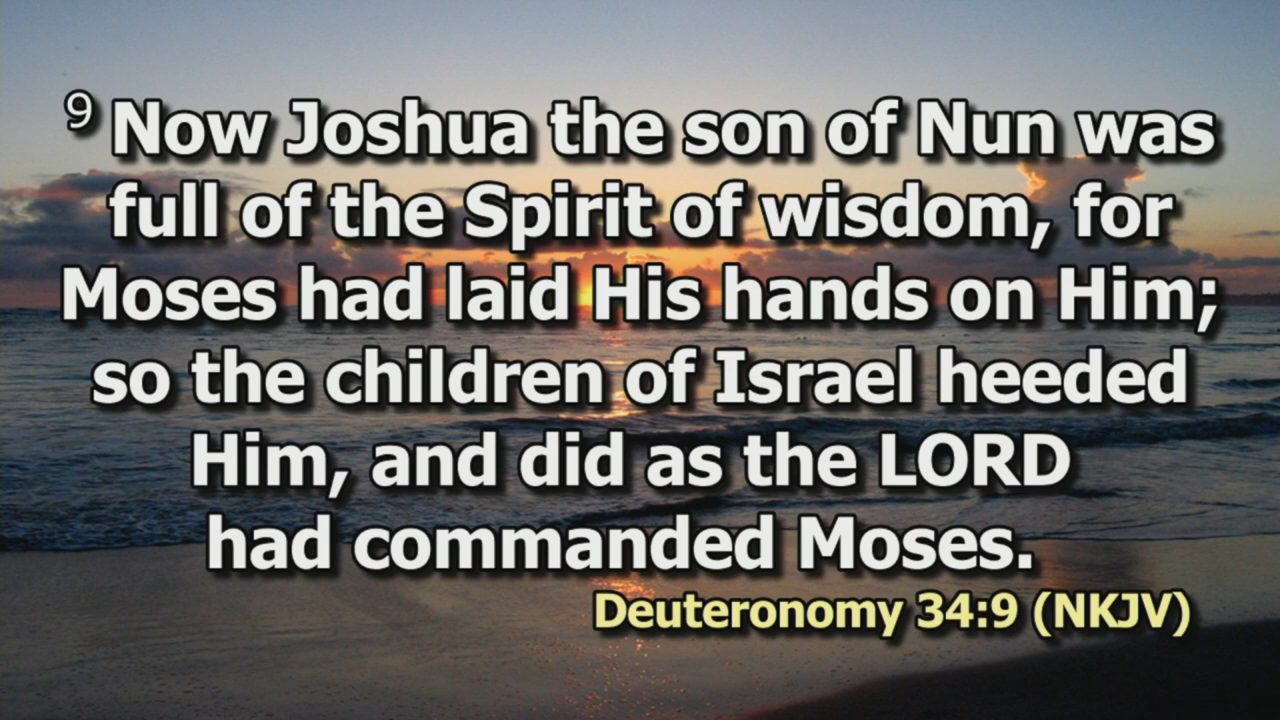 9 Now Joshua the son of Nun was
full of the Spirit of wisdom, for
Moses had laid His hands on Him;
so the children of Israel heeded
Him, and did as the LORD
had commanded Moses.
Deuteronomy 34:9 (NKJV)